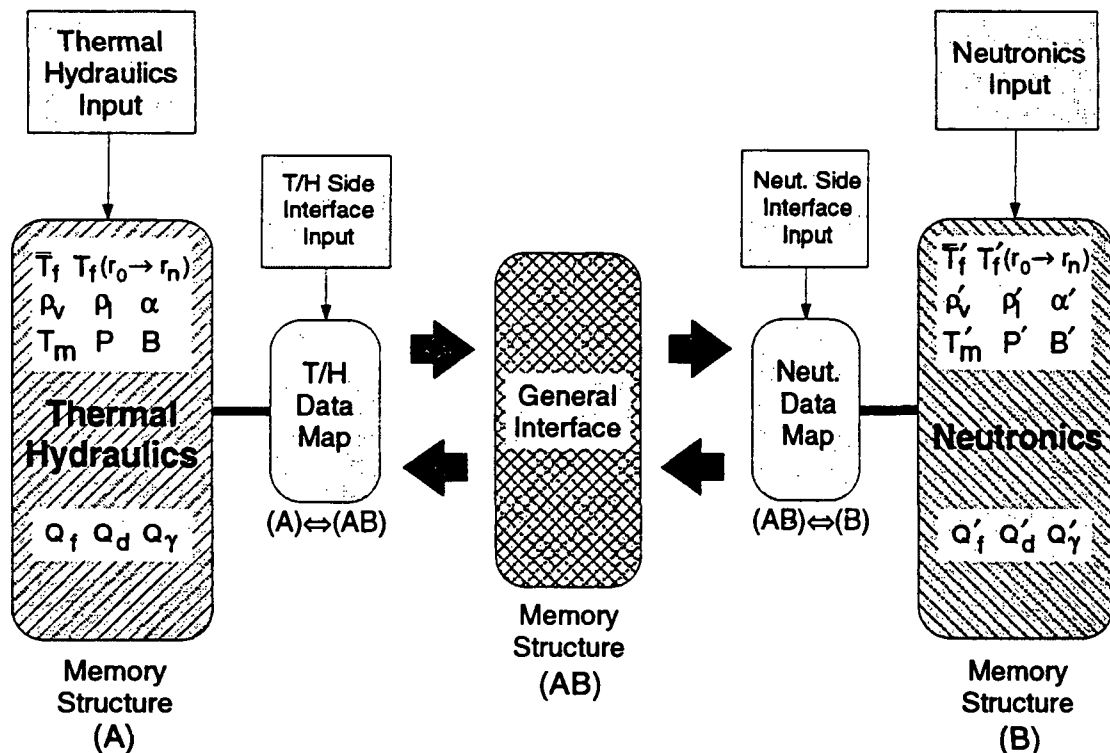 Thermal
Hydraulics
Input
Neutronics
Input
T/H Side
Interface
Input
Neut. Side
Interface
Input
T̿f Tf(r0→ rn)
ρv ρl α
Tm P B
Thermal
Hydraulics
Qf Qd Qγ
Memory
Structure
(A)
T/H
Data
Map
(A)⇔(AB)
General
Interface
Memory
Structure
(AB)
Neut.
Data
Map
(AB)⇔(B)
T̿′f T′f(r0→ rn)
ρ′v ρ′l α′
T′m P′ B′
Neutronics
Q′f Q′d Q′γ
Memory
Structure
(B)